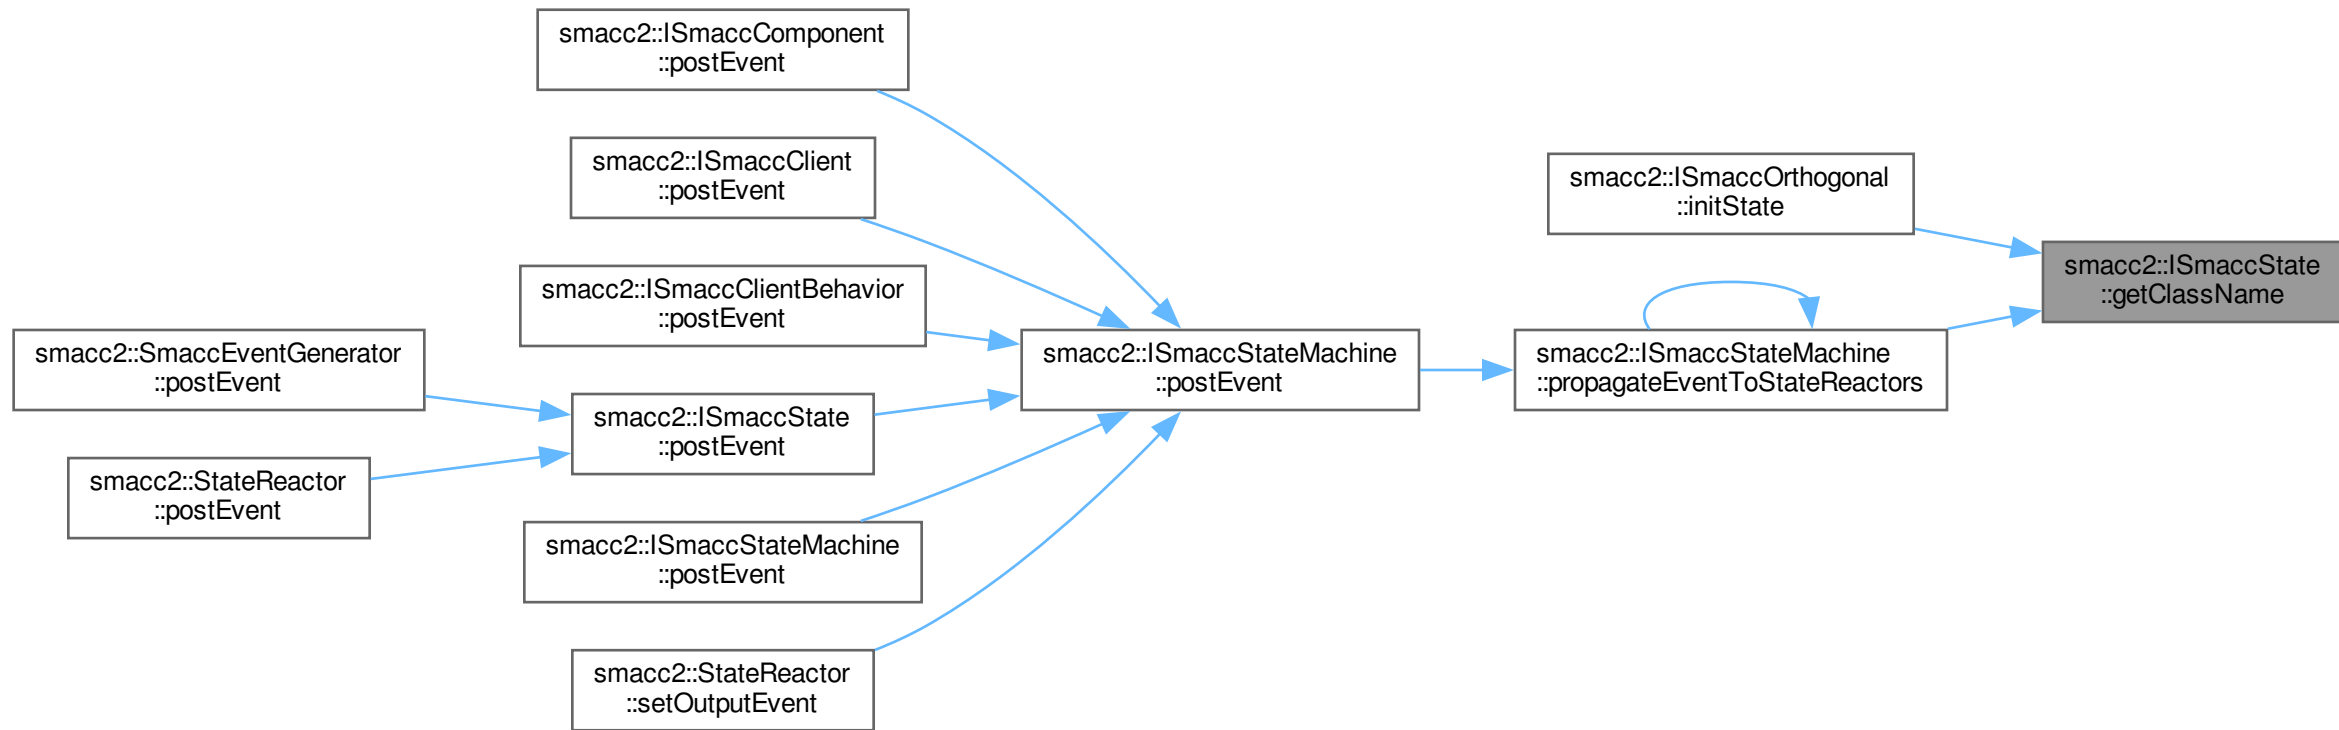 smacc2::ISmaccComponent
::postEvent
smacc2::ISmaccClient
::postEvent
smacc2::ISmaccClientBehavior
::postEvent
smacc2::SmaccEventGenerator
::postEvent
smacc2::ISmaccState
::postEvent
smacc2::StateReactor
::postEvent
smacc2::ISmaccStateMachine
::postEvent
smacc2::StateReactor
::setOutputEvent
smacc2::ISmaccStateMachine
::postEvent
smacc2::ISmaccOrthogonal
::initState
smacc2::ISmaccStateMachine
::propagateEventToStateReactors
smacc2::ISmaccState
::getClassName